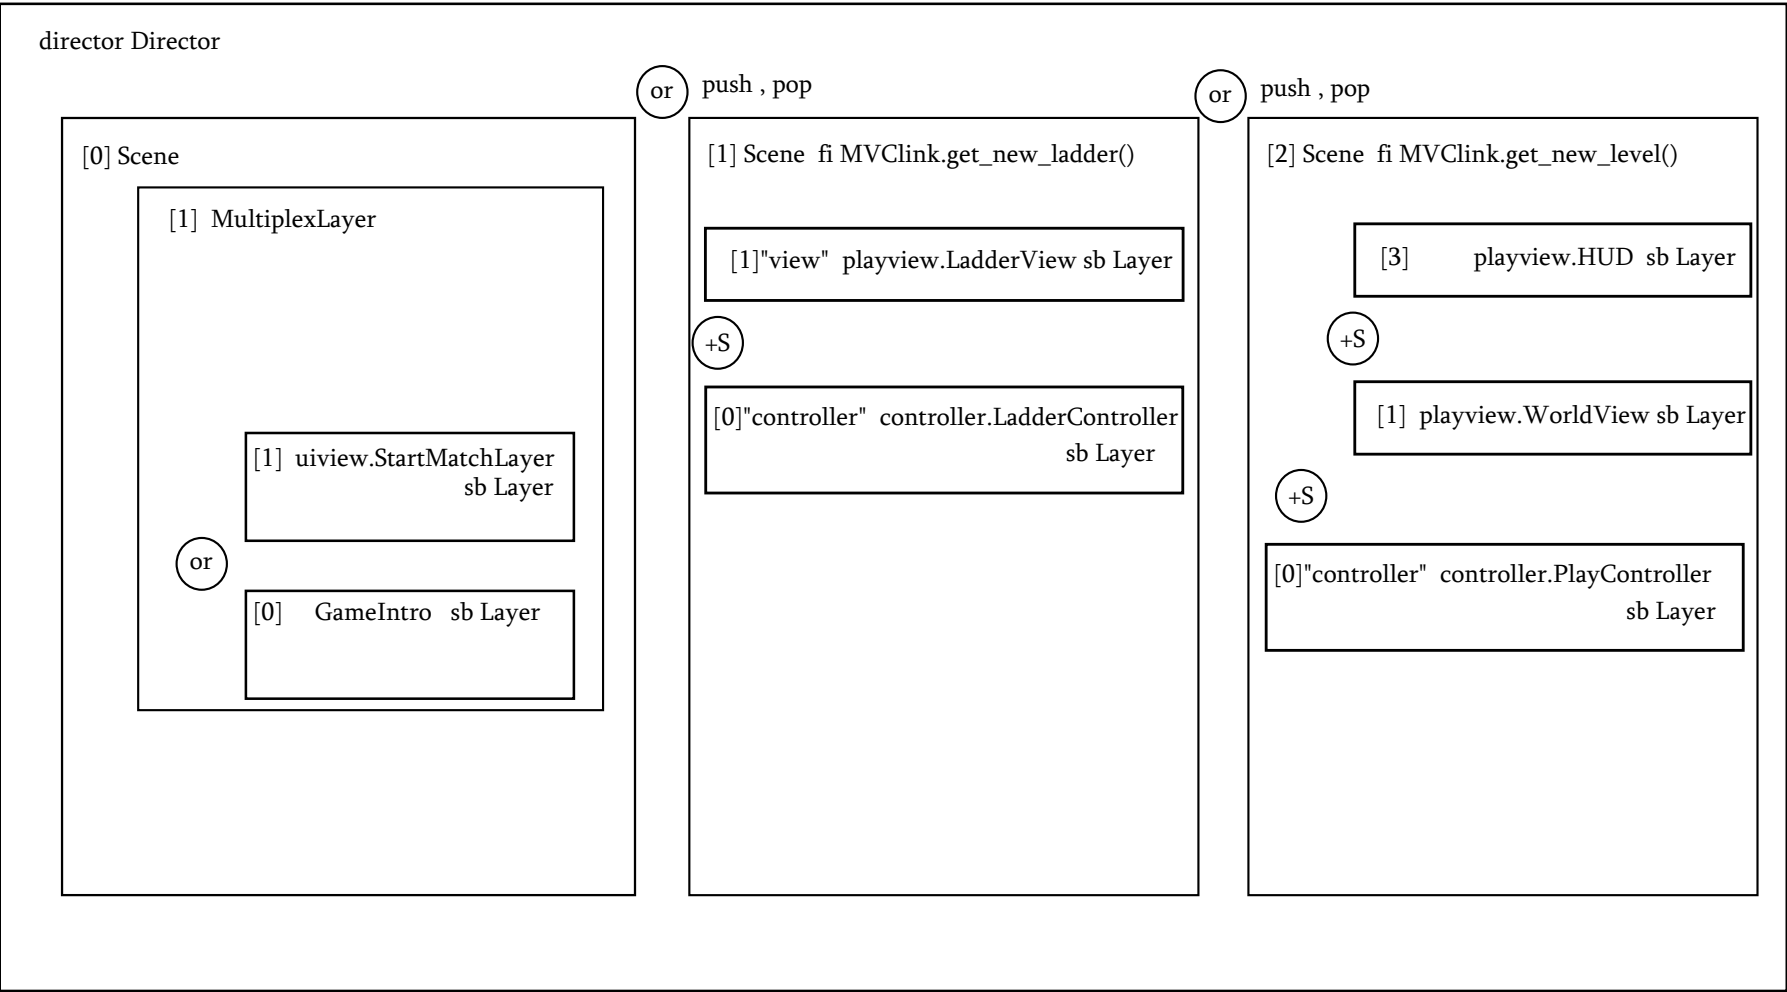 director Director
or
push , pop
or
push , pop
[0] Scene
[1] MultiplexLayer
[1] uiview.StartMatchLayer
sb Layer
or
[0] GameIntro sb Layer
[1] Scene fi MVClink.get_new_ladder()
[1]"view" playview.LadderView sb Layer
+S
[0]"controller" controller.LadderController
sb Layer
[2] Scene fi MVClink.get_new_level()
[3] playview.HUD sb Layer
+S
[1] playview.WorldView sb Layer
+S
[0]"controller" controller.PlayController
sb Layer